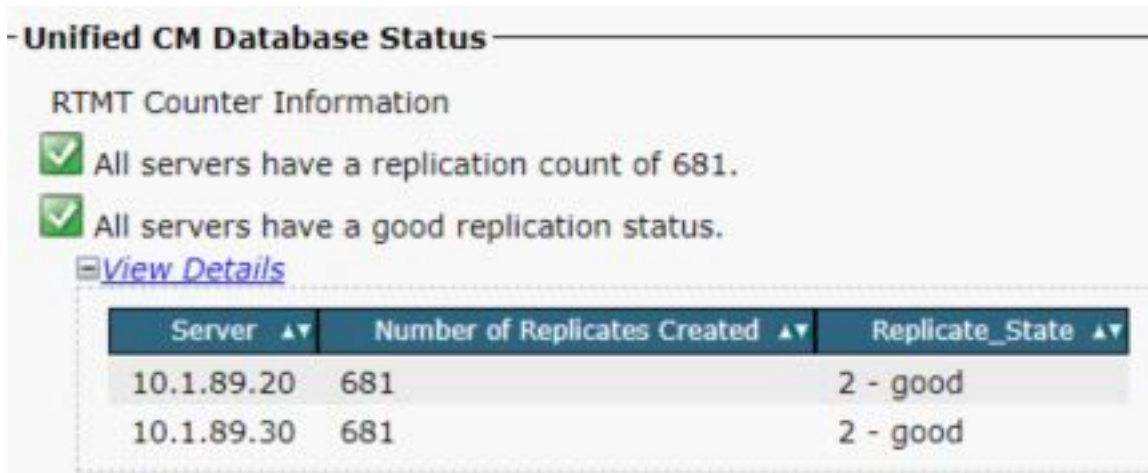 Unified CM Database Status
RTMT Counter Information
All servers have a replication count of 681.
All servers have a good replication status.
View Details
Server Number of Replicates Created Replicate_State
10.1.89.20 681 2 - good
10.1.89.30 681 2 - good